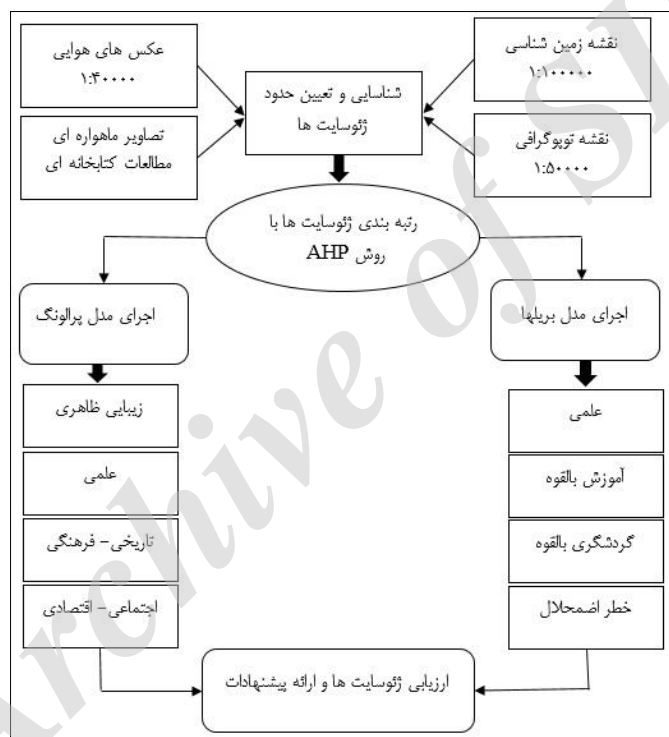 نقشه زمین شناسی
۱:۱۰۰۰۰۰
عکس های هوایی
۱:۴۰۰۰۰
شناسایی و تعیین حدود
ژئوسایت ها
نقشه توپوگرافی
۱:۵۰۰۰۰
تصاویر ماهواره ای
مطالعات کتابخانه ای
رتبه بندی ژئوسایت ها با
روش AHP
اجرای مدل بریلها
اجرای مدل پرالونگ
علمی
آموزش بالقوه
گردشگری بالقوه
خطر اضمحلال
زیبایی ظاهری
علمی
تاریخی- فرهنگی
اجتماعی- اقتصادی
ارزیابی ژئوسایت ها و ارائه پیشنهادات
Archive of SI